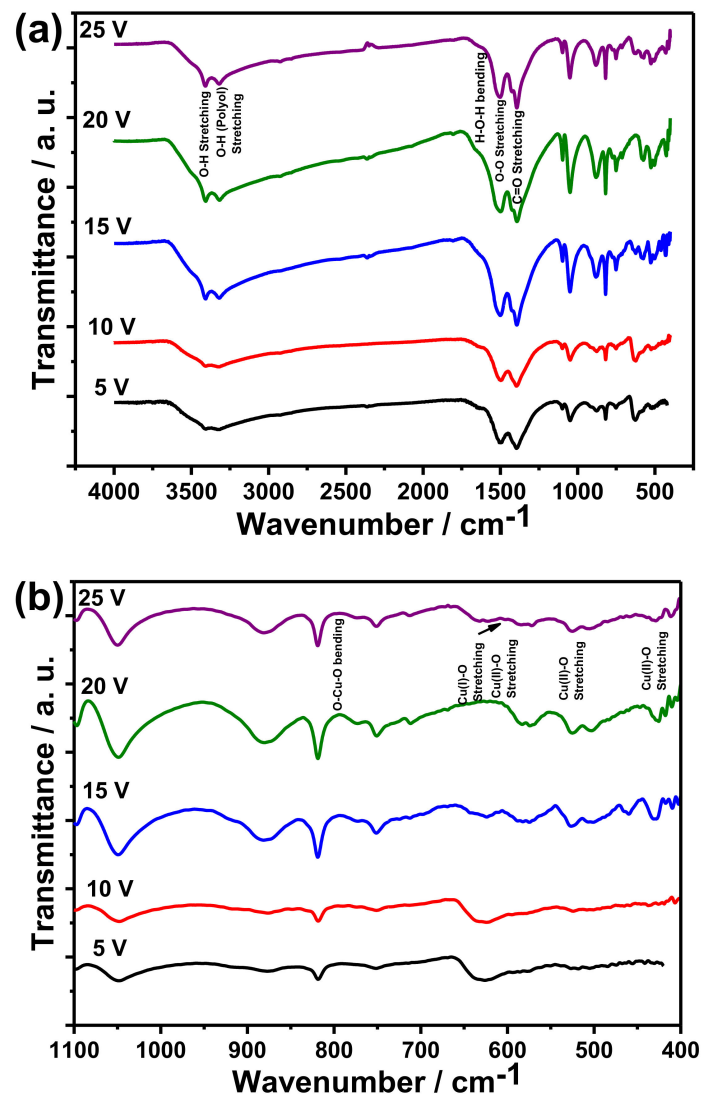 (a)
25 V
20 V
15 V
10 V
5 V
O-H Stretching
O-H (Polyol)
Stretching
H-O-H bending
O-O Stretching
C=O Stretching
Transmittance / a. u.
4000 3500 3000 2500 2000 1500 1000 500
Wavenumber / cm-1
(b)
25 V
20 V
15 V
10 V
5 V
O-Cu-O bending
Cu(I)-O
Stretching
Cu(II)-O
Stretching
Cu(II)-O
Stretching
Cu(II)-O
Stretching
Transmittance / a. u.
1100 1000 900 800 700 600 500 400
Wavenumber / cm-1